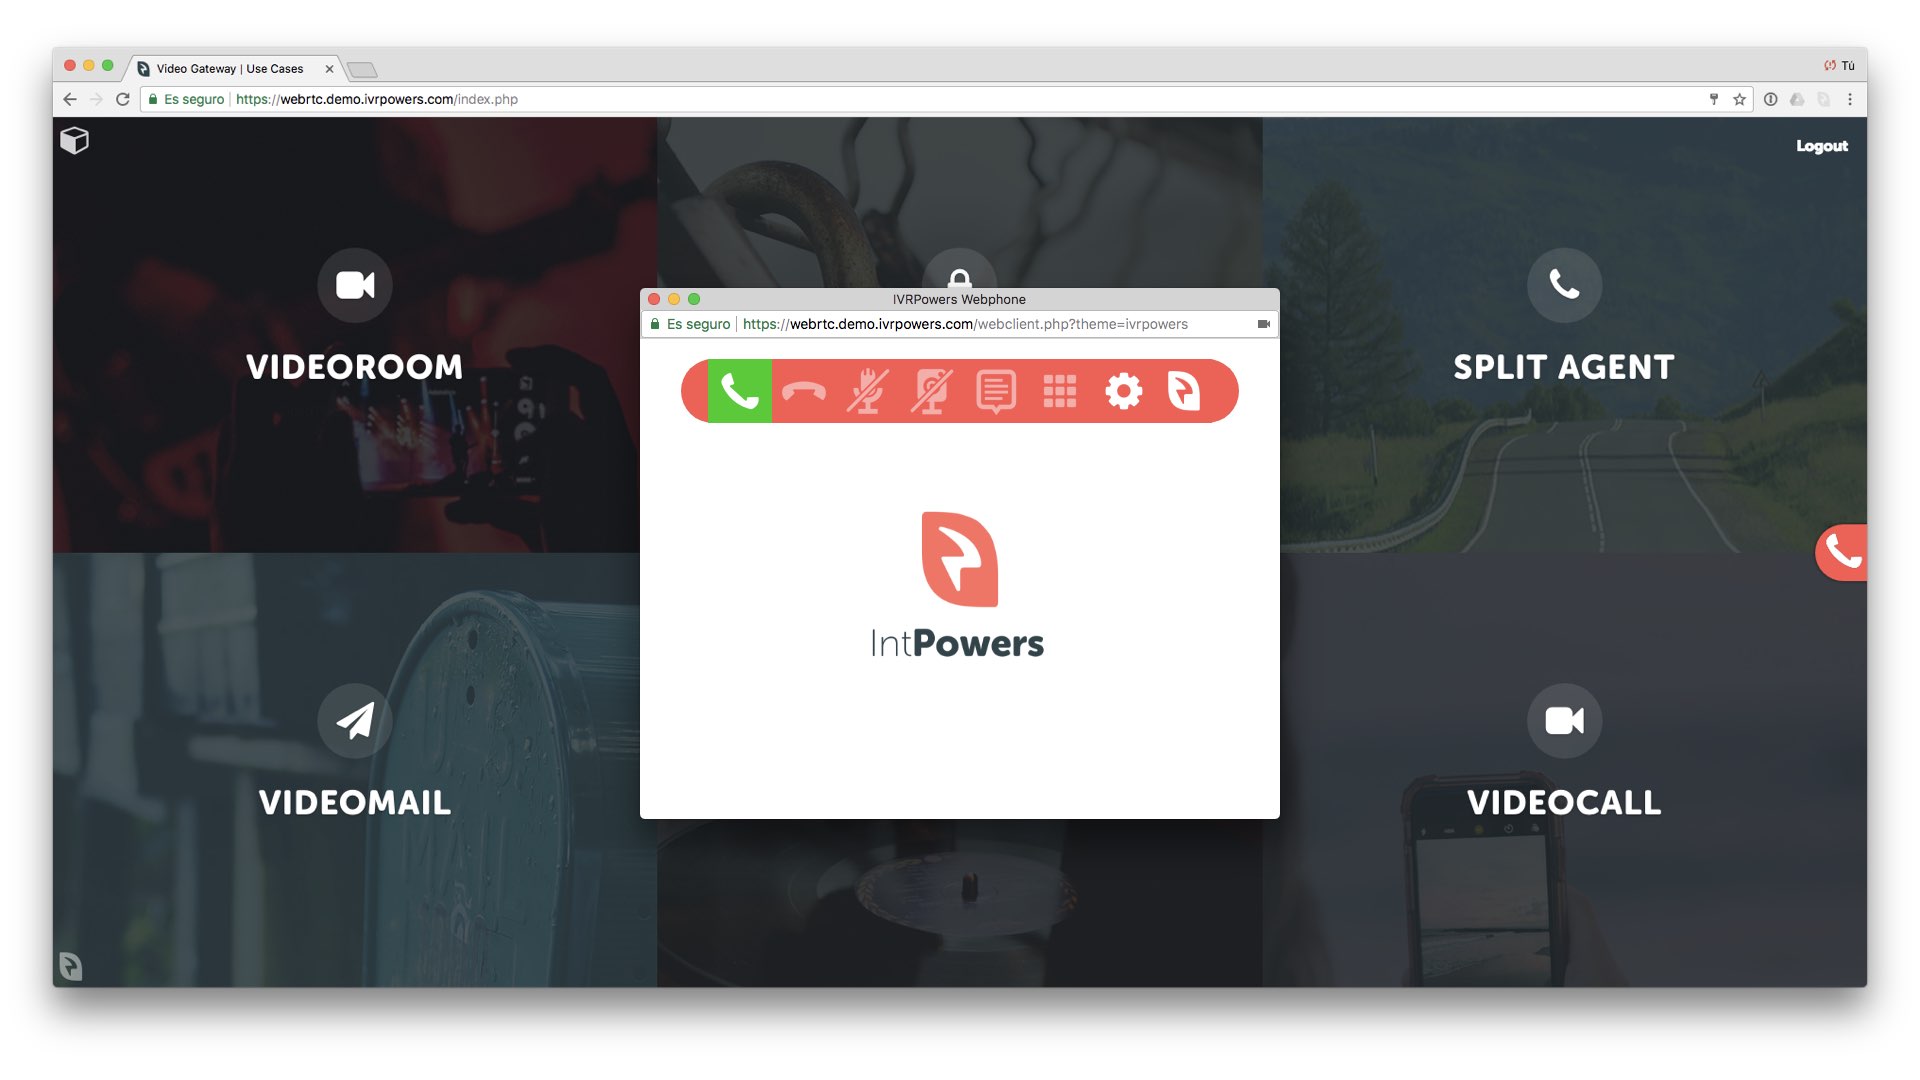 Video Gateway | Use Cases
Tú
Es seguro https://webrtc.demo.ivrpowers.com/index.php
Logout
VIDEOROOM
SPLIT AGENT
IVRPowers Webphone
Es seguro https://webrtc.demo.ivrpowers.com/webclient.php?theme=ivrpowers
IntPowers
VIDEOMAIL
VIDEOCALL